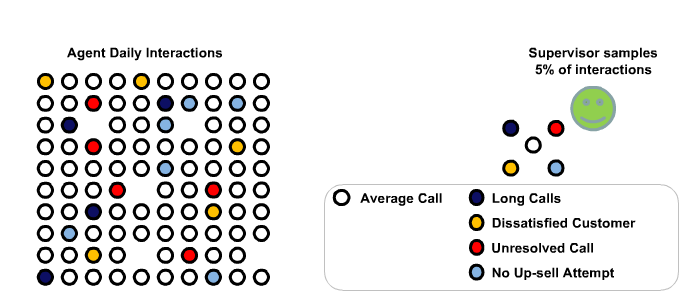 Agent Daily Interactions
Supervisor samples
5% of interactions
Average Call
Long Calls
Dissatisfied Customer
Unresolved Call
No Up-sell Attempt